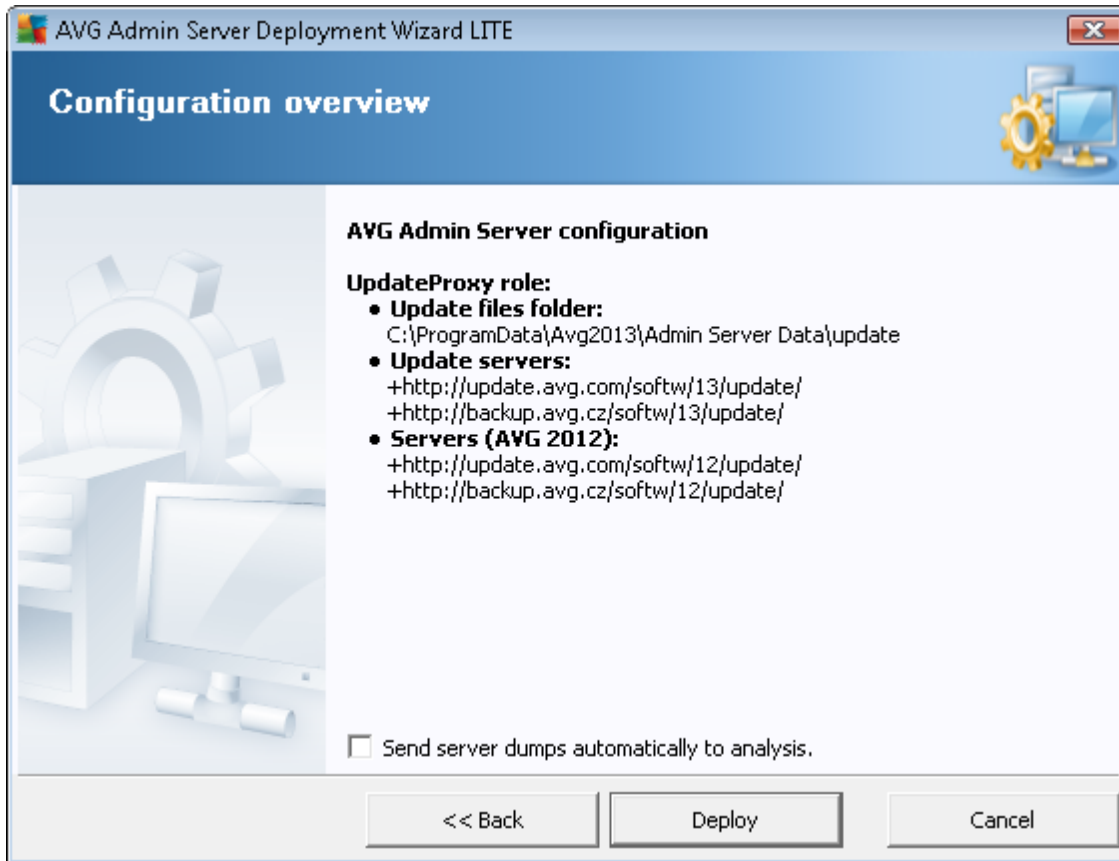 AVG Admin Server Deployment Wizard LITE
Configuration overview
AVG Admin Server configuration
UpdateProxy role:
• Update files folder:
C:\ProgramData\Avg2013\Admin Server Data\update
• Update servers:
+http://update.avg.com/softw/13/update/
+http://backup.avg.cz/softw/13/update/
• Servers (AVG 2012):
+http://update.avg.com/softw/12/update/
+http://backup.avg.cz/softw/12/update/
Send server dumps automatically to analysis.
<< Back
Deploy
Cancel